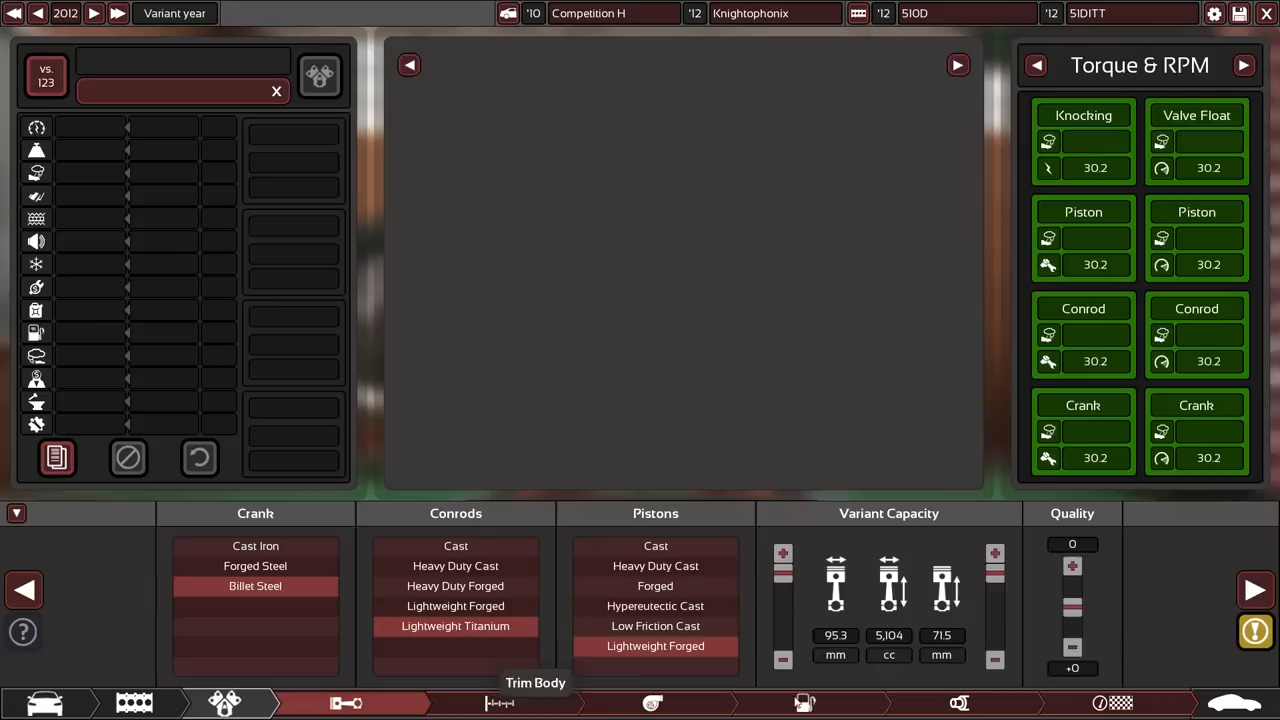 2012
Variant year
'10
Competition H
'12
Knightophonix
'12
510D
'12
51DITT
vs.
123
X
Torque & RPM
Knocking
Valve Float
30.2
30.2
Piston
Piston
30.2
30.2
Conrod
Conrod
30.2
30.2
Crank
Crank
30.2
30.2
Crank
Conrods
Pistons
Variant Capacity
Quality
Cast Iron
Forged Steel
Billet Steel
Cast
Heavy Duty Cast
Heavy Duty Forged
Lightweight Forged
Lightweight Titanium
Cast
Heavy Duty Cast
Forged
Hypereutectic Cast
Low Friction Cast
Lightweight Forged
95.3
5,104
71.5
mm
cc
mm
0
+0
Trim Body